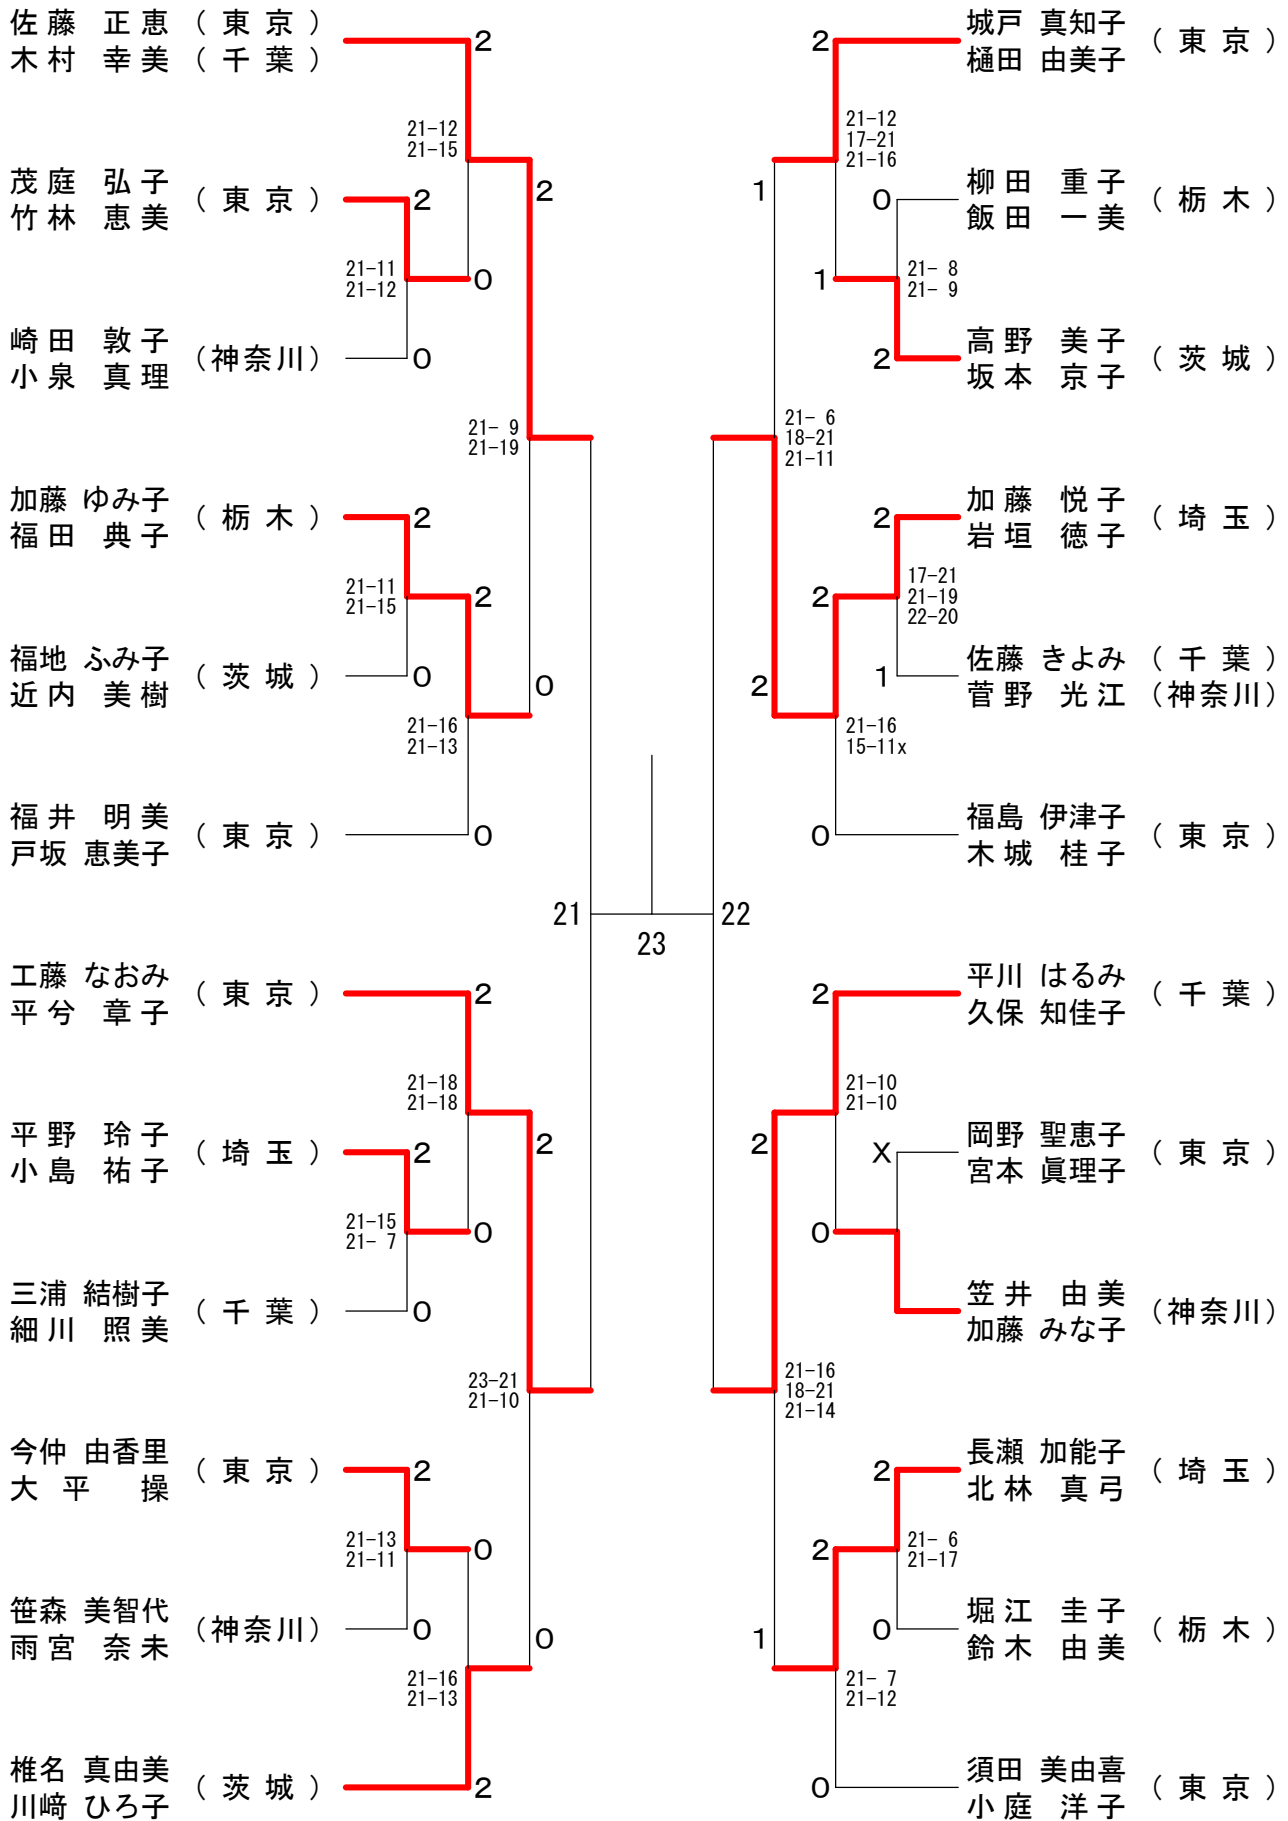 佐藤 正恵 （東京）
木村 幸美 （千葉）
2
21-12
21-15
茂庭 弘子
竹林 恵美
（東京）
2
21-11
21-12
0
崎田 敦子
小泉 真理
（神奈川）
0
2
21- 9
21-19
加藤 ゆみ子
福田 典子
（栃木）
2
21-11
21-15
2
福地 ふみ子
近内 美樹
（茨城）
0
0
21-16
21-13
福井 明美
戸坂 恵美子
（東京）
0
21
工藤 なおみ
平兮 章子
（東京）
2
21-18
21-18
平野 玲子
小島 祐子
（埼玉）
2
2
21-15
21- 7
0
三浦 結樹子
細川 照美
（千葉）
0
23-21
21-10
今仲 由香里
大平 操
（東京）
2
21-13
21-11
0
笹森 美智代
雨宮 奈未
（神奈川）
0
0
21-16
21-13
椎名 真由美
川﨑 ひろ子
（茨城）
2
23
城戸 真知子
樋田 由美子
（東京）
2
21-12
17-21
21-16
1
柳田 重子
飯田 一美
（栃木）
0
21- 8
21- 9
1
高野 美子
坂本 京子
（茨城）
2
21- 6
18-21
21-11
加藤 悦子
岩垣 徳子
（埼玉）
2
17-21
21-19
22-20
2
佐藤 きよみ （千葉）
菅野 光江 （神奈川）
1
2
21-16
15-11x
福島 伊津子
木城 桂子
（東京）
0
22
平川 はるみ
久保 知佳子
（千葉）
2
21-10
21-10
2
岡野 聖恵子
宮本 眞理子
（東京）
X
0
笠井 由美
加藤 みな子
（神奈川）
21-16
18-21
21-14
長瀬 加能子
北林 真弓
（埼玉）
2
21- 6
21-17
2
堀江 圭子
鈴木 由美
（栃木）
0
1
21- 7
21-12
須田 美由喜
小庭 洋子
（東京）
0